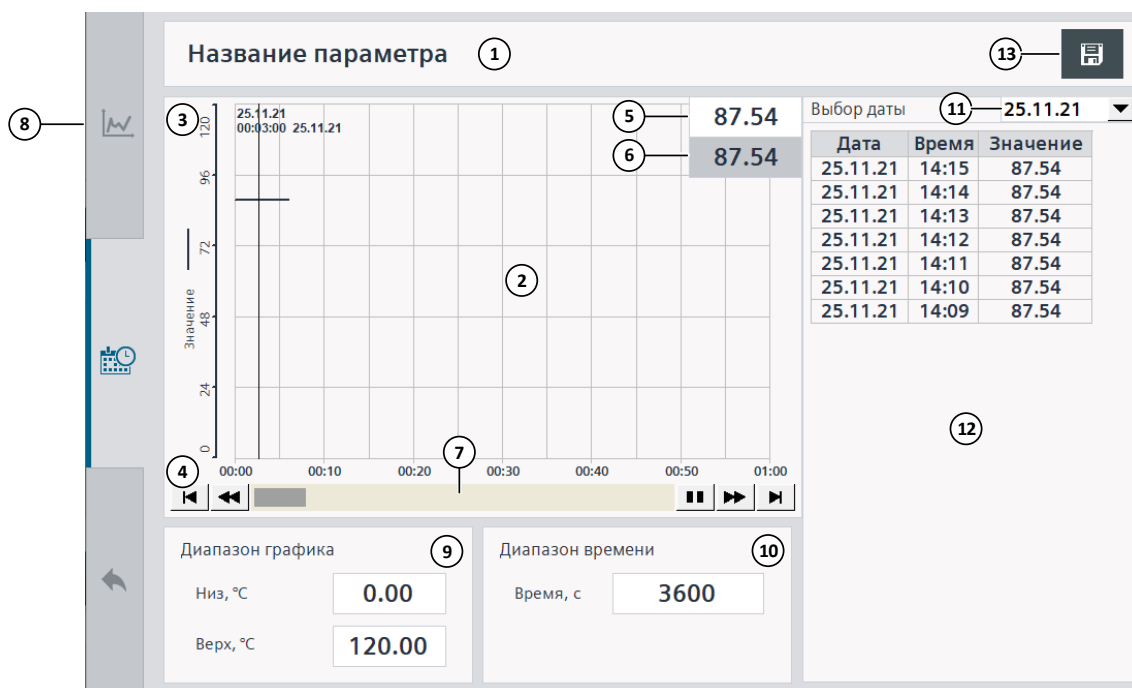 Название параметра
1
13
8
3
25.11.21
00:03:00 25.11.21
5
87.54
6
87.54
Выбор даты
11
25.11.21
Дата Время Значение
25.11.21 14:15 87.54
25.11.21 14:14 87.54
25.11.21 14:13 87.54
25.11.21 14:12 87.54
25.11.21 14:11 87.54
25.11.21 14:10 87.54
25.11.21 14:09 87.54
120
96
72
48
24
0
Значение
2
12
4
7
00:00 00:10 00:20 00:30 00:40 00:50 01:00
Диапазон графика
9
Низ, °C 0.00
Верх, °C 120.00
Диапазон времени
10
Время, с 3600